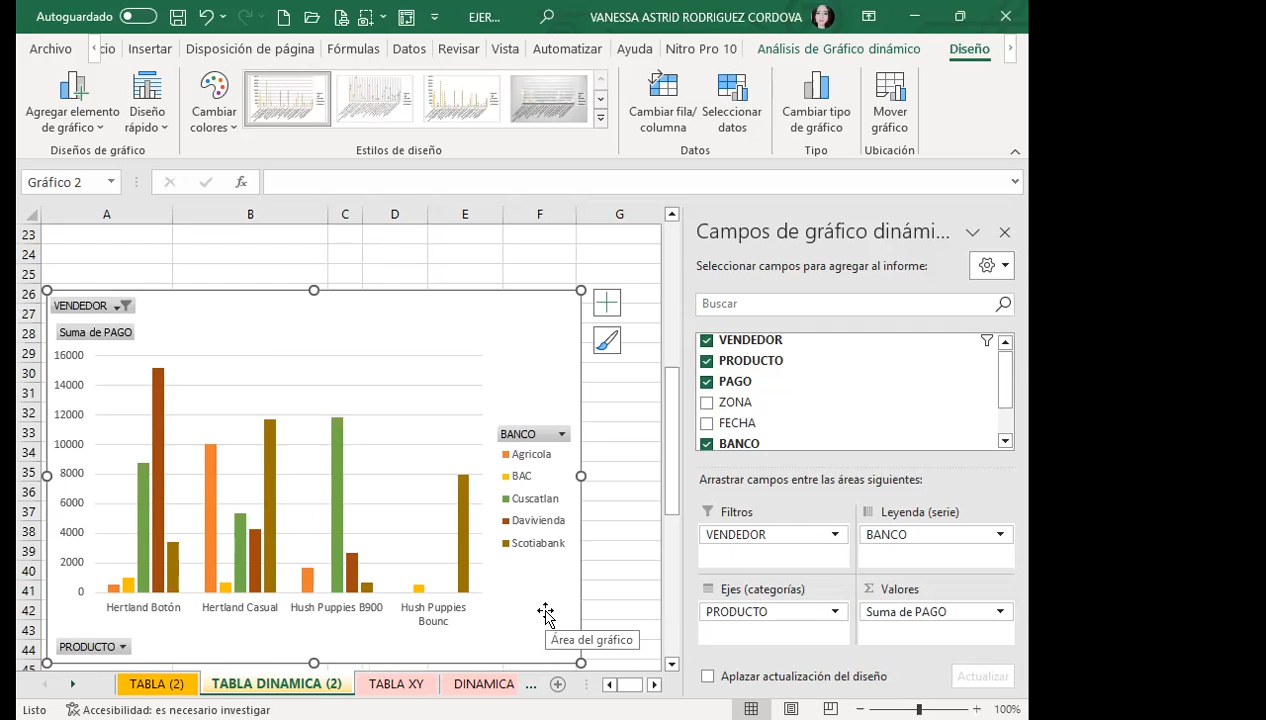 Autoguardado
EJER...
VANESSA ASTRID RODRIGUEZ CORDOVA
Archivo
cio
Insertar
Disposición de página
Fórmulas
Datos
Revisar
Vista
Automatizar
Ayuda
Nitro Pro 10
Análisis de Gráfico dinámico
Diseño
Agregar elemento
de gráfico
Diseño
rápido
Cambiar
colores
Cambiar fila/
columna
Seleccionar
datos
Cambiar tipo
de gráfico
Mover
gráfico
Diseños de gráfico
Estilos de diseño
Datos
Tipo
Ubicación
Gráfico 2
fx
A B C D E F G
23
24
25
26
27
28
29
30
31
32
33
34
35
36
37
38
39
40
41
42
43
44
45
VENDEDOR
Suma de PAGO
16000
14000
12000
10000
8000
6000
4000
2000
0
Hertland Botón
Hertland Casual
Hush Puppies B900
Hush Puppies
Bounc
BANCO
Agricola
BAC
Cuscatlan
Davivienda
Scotiabank
PRODUCTO
Área del gráfico
Campos de gráfico dinámi...
Seleccionar campos para agregar al informe:
Buscar
VENDEDOR
PRODUCTO
PAGO
ZONA
FECHA
BANCO
Arrastrar campos entre las áreas siguientes:
Filtros
VENDEDOR
Leyenda (serie)
BANCO
Ejes (categorías)
PRODUCTO
Σ Valores
Suma de PAGO
Aplazar actualización del diseño
Actualizar
TABLA (2)
TABLA DINAMICA (2)
TABLA XY
DINAMICA
...
Listo
Accesibilidad: es necesario investigar
100%